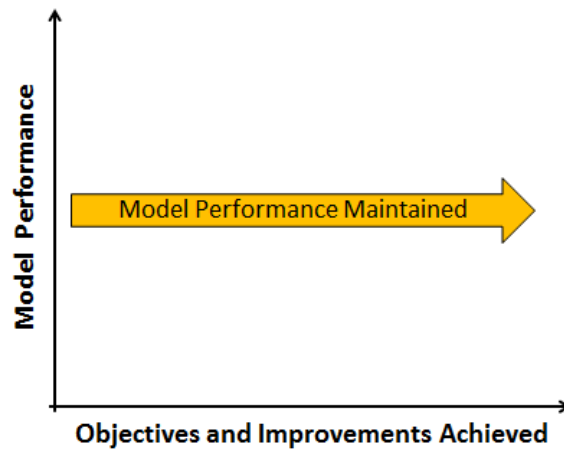 Model Performance
Model Performance Maintained
Objectives and Improvements Achieved